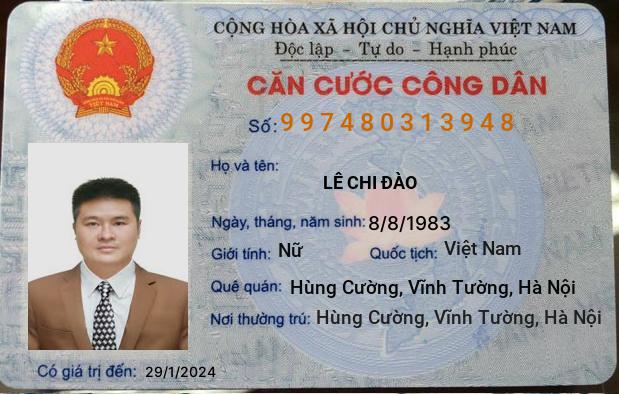 CỘNG HÒA XÃ HỘI CHỦ NGHĨA VIỆT NAM
Độc lập - Tự do - Hạnh phúc
CĂN CƯỚC CÔNG DÂN
Số: 997480313948
Họ và tên:
LÊ CHI ĐÀO
Ngày, tháng, năm sinh: 8/8/1983
Giới tính: Nữ Quốc tịch: Việt Nam
Quê quán: Hùng Cường, Vĩnh Tường, Hà Nội
Nơi thường trú: Hùng Cường, Vĩnh Tường, Hà Nội
Có giá trị đến: 29/1/2024
VIỆT NAM